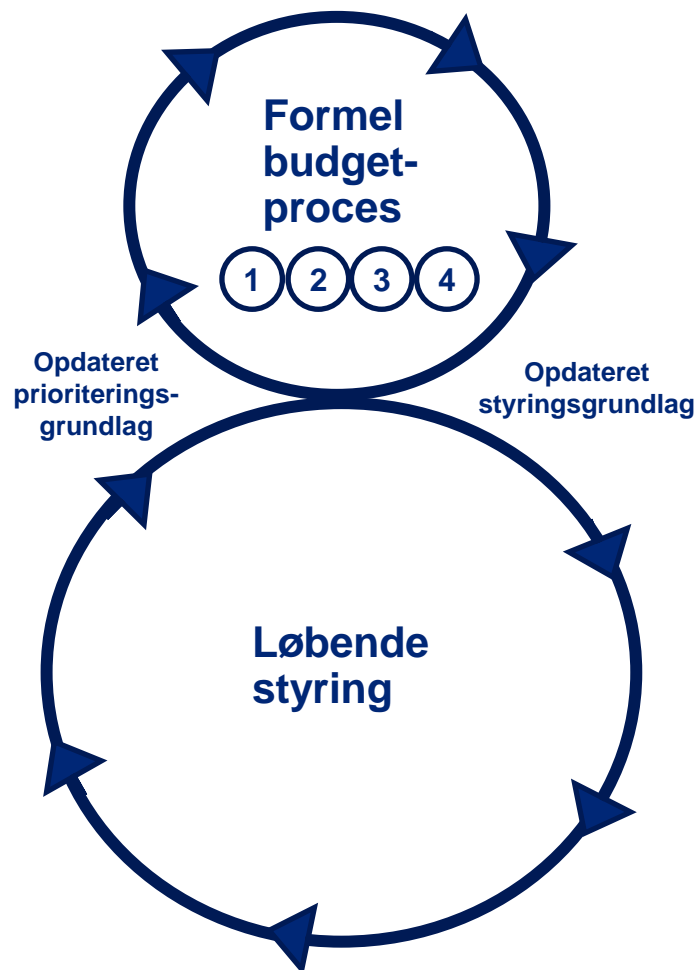 Formel
budget-
proces
1 2 3 4
Opdateret
prioriterings-
grundlag
Opdateret
styringsgrundlag
Løbende
styring